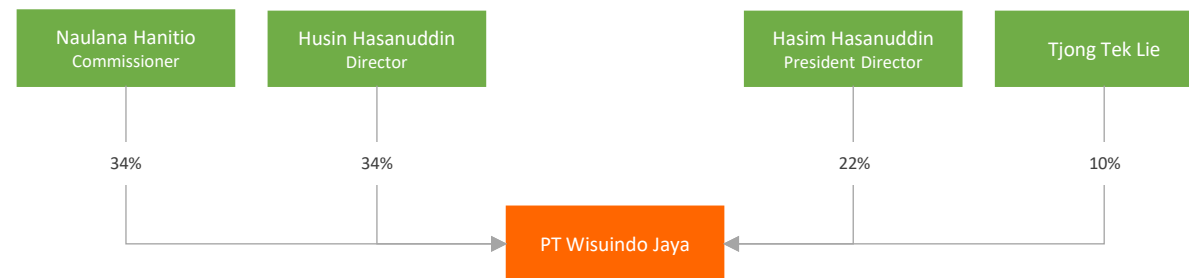 Naulana Hanitio
Commissioner
Husin Hasanuddin
Director
Hasim Hasanuddin
President Director
Tjong Tek Lie
34%
34%
22%
10%
PT Wisuindo Jaya